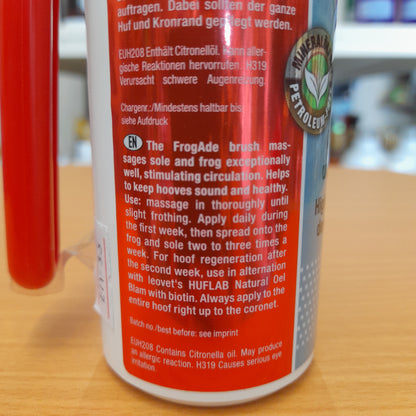 auftragen. Dabei sollten der ganze
Huf und Kronrand gepflegt werden.
EUH208 Enthält Citronellöl. Kann aller-
gische Reaktionen hervorrufen. H319
Verursacht schwere Augenreizung.
Chargennr./Mindestens haltbar bis,
siehe Aufdruck
MINERAL
PETROLEUM
EN The FrogAde brush mas-
sages sole and frog exceptionally
well, stimulating circulation. Helps
to keep hooves sound and healthy.
Use: massage in thoroughly until
slight frothing. Apply daily during
the first week, then spread onto the
frog and sole two to three times a
week. For hoof regeneration after
the second week, use in alternation
with leovet's HUFLAB Natural Oel
Blam with biotin. Always apply to the
entire hoof right up to the coronet.
Batch no./best before: see imprint
EUH208 Contains Citronella oil. May produce
an allergic reaction. H319 Causes serious eye
irritation.